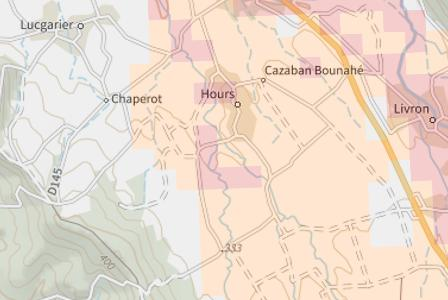 Lucgarier
Cazaban Bounahé
Hours
Chaperot
Livron
D145
333
400